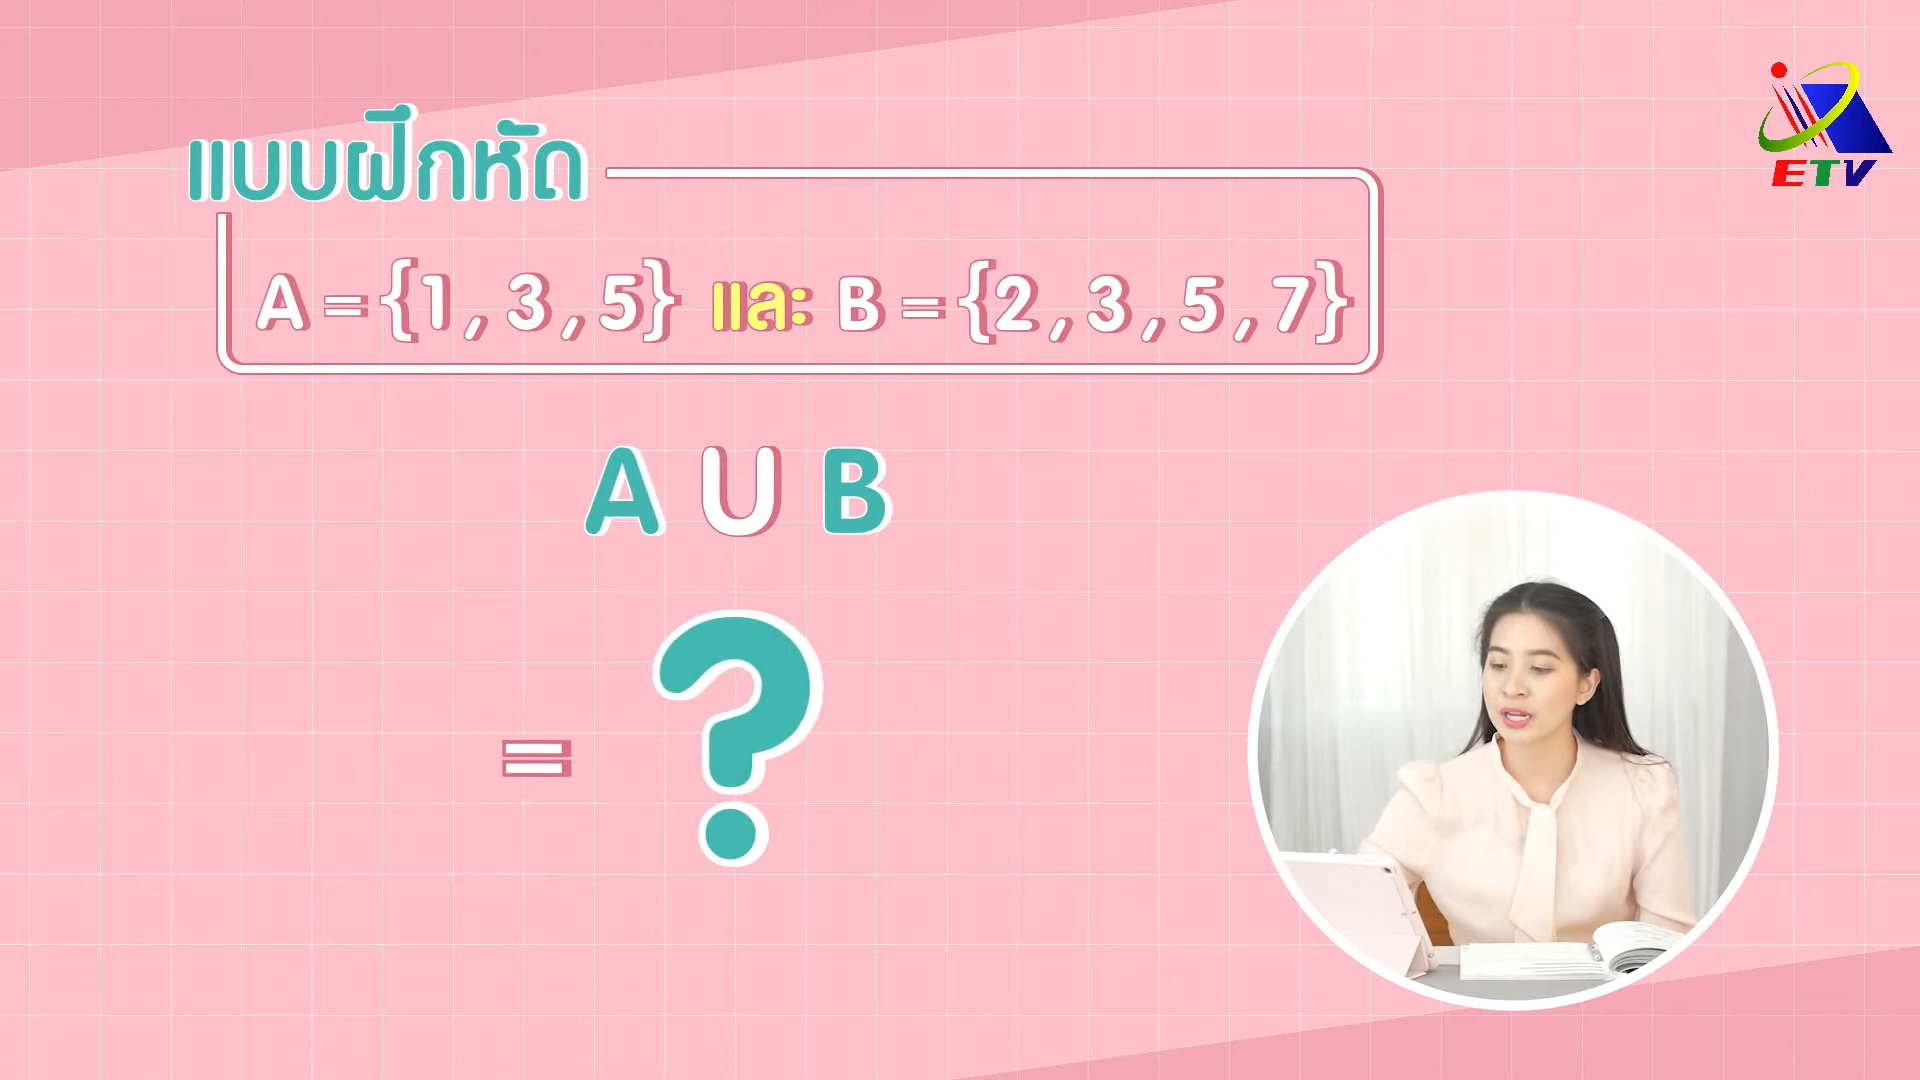 ETV
แบบฝึกหัด
A = {1 , 3 , 5} และ B = {2 , 3 , 5 , 7}
A U B
= ?